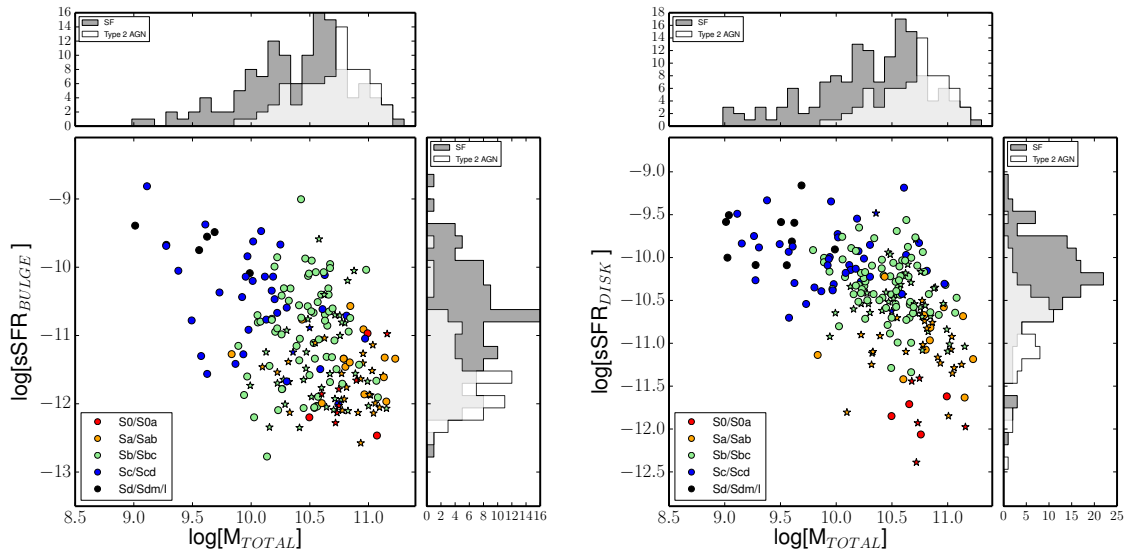 16
14
12
10
8
6
4
2
0
SF
Type 2 AGN
−9
−10
−11
−12
−13
log[sSFR_BULGE]
S0/S0a
Sa/Sab
Sb/Sbc
Sc/Scd
Sd/Sdm/I
8.5 9.0 9.5 10.0 10.5 11.0
log[M_TOTAL]
SF
Type 2 AGN
0 2 4 6 8 10 12 14 16
18
16
14
12
10
8
6
4
2
0
SF
Type 2 AGN
−9.0
−9.5
−10.0
−10.5
−11.0
−11.5
−12.0
−12.5
log[sSFR_DISK]
S0/S0a
Sa/Sab
Sb/Sbc
Sc/Scd
Sd/Sdm/I
8.5 9.0 9.5 10.0 10.5 11.0
log[M_TOTAL]
SF
Type 2 AGN
0 5 10 15 20 25